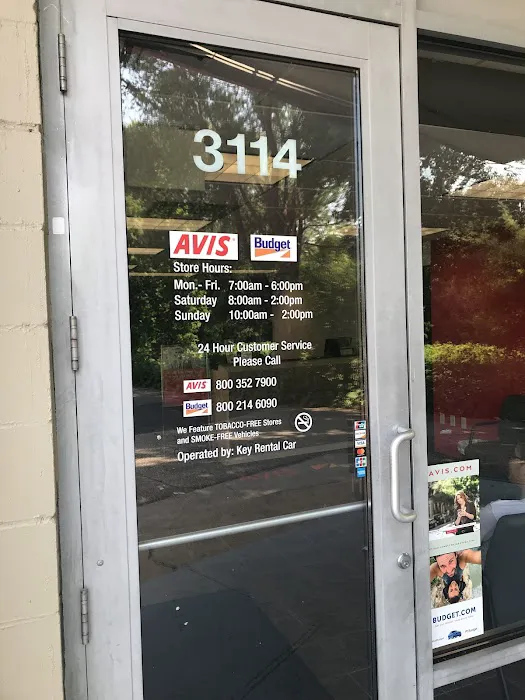 3114
AVIS Budget
Store Hours:
Mon.- Fri. 7:00am - 6:00pm
Saturday 8:00am - 2:00pm
Sunday 10:00am - 2:00pm
24 Hour Customer Service
Please Call
AVIS 800 352 7900
Budget 800 214 6090
We Feature TOBACCO-FREE Stores
and SMOKE-FREE Vehicles
Operated by: Key Rental Car
AVIS.COM
BUDGET.COM